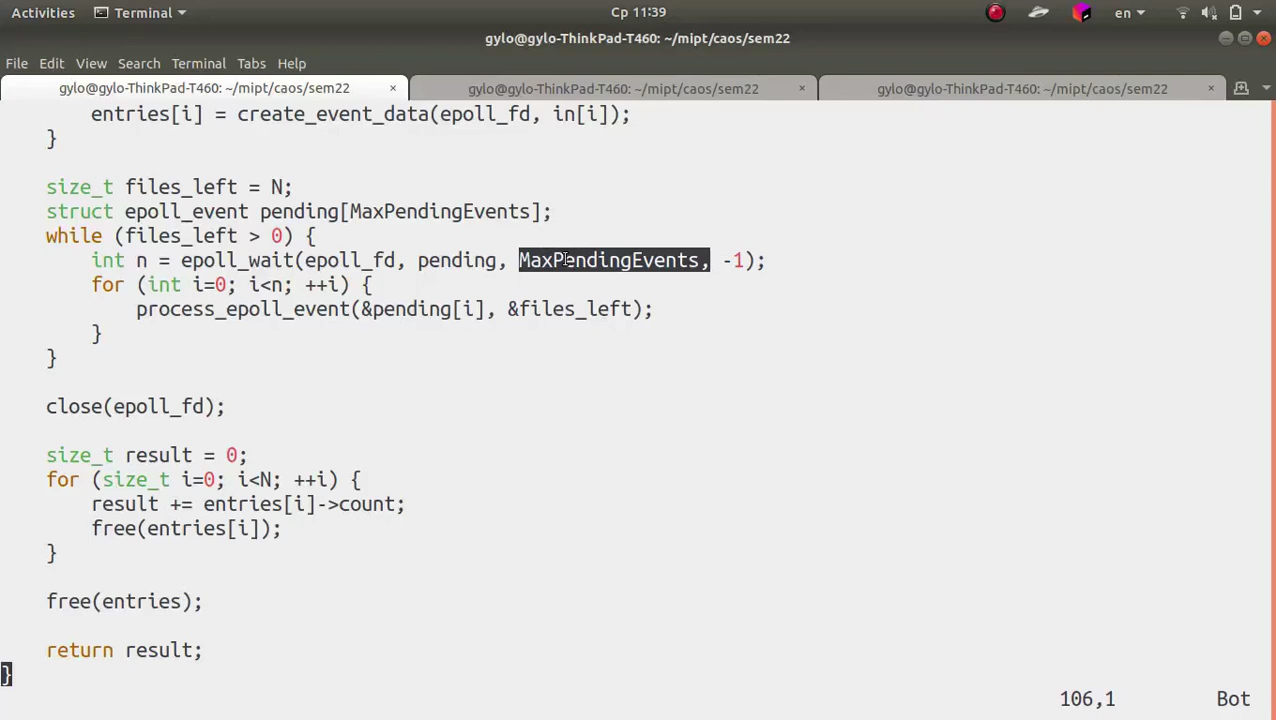 Activities Terminal Ср 11:39 en
gylo@gylo-ThinkPad-T460: ~/mipt/caos/sem22
File Edit View Search Terminal Tabs Help
gylo@gylo-ThinkPad-T460: ~/mipt/caos/sem22 × gylo@gylo-ThinkPad-T460: ~/mipt/caos/sem22 × gylo@gylo-ThinkPad-T460: ~/mipt/caos/sem22 ×
entries[i] = create_event_data(epoll_fd, in[i]);
}
size_t files_left = N;
struct epoll_event pending[MaxPendingEvents];
while (files_left > 0) {
int n = epoll_wait(epoll_fd, pending, MaxPendingEvents, -1);
for (int i=0; i<n; ++i) {
process_epoll_event(&pending[i], &files_left);
}
}
close(epoll_fd);
size_t result = 0;
for (size_t i=0; i<N; ++i) {
result += entries[i]->count;
free(entries[i]);
}
free(entries);
return result;
}
106,1 Bot